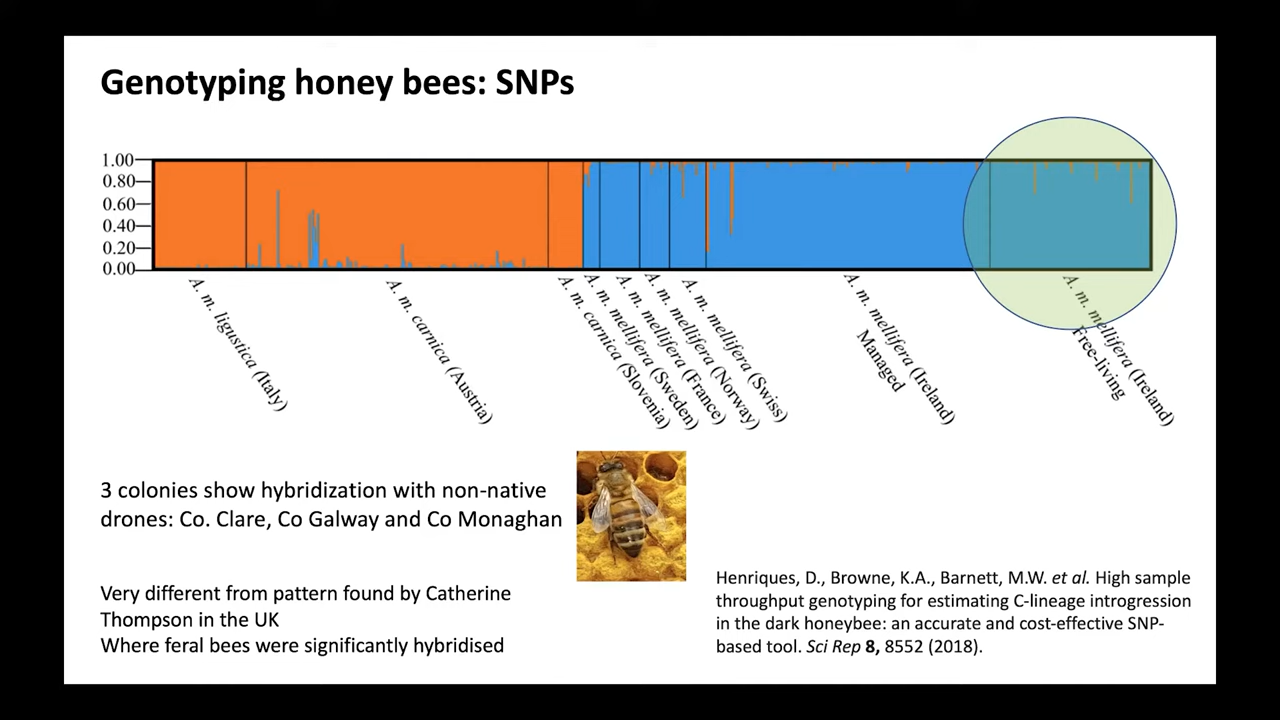 Genotyping honey bees: SNPs
1.00
0.80
0.60
0.40
0.20
0.00
A. m. ligustica (Italy)
A. m. carnica (Austria)
A. m. carnica (Slovenia)
A. m. mellifera (Sweden)
A. m. mellifera (France)
A. m. mellifera (Norway)
A. m. mellifera (Swiss)
A. m. mellifera (Ireland)
Managed
A. m. mellifera (Ireland)
Free-living
3 colonies show hybridization with non-native
drones: Co. Clare, Co Galway and Co Monaghan
Very different from pattern found by Catherine
Thompson in the UK
Where feral bees were significantly hybridised
Henriques, D., Browne, K.A., Barnett, M.W. et al. High sample
throughput genotyping for estimating C-lineage introgression
in the dark honeybee: an accurate and cost-effective SNP-
based tool. Sci Rep 8, 8552 (2018).